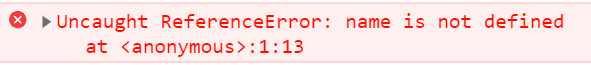 Uncaught ReferenceError: name is not defined
at <anonymous>:1:13